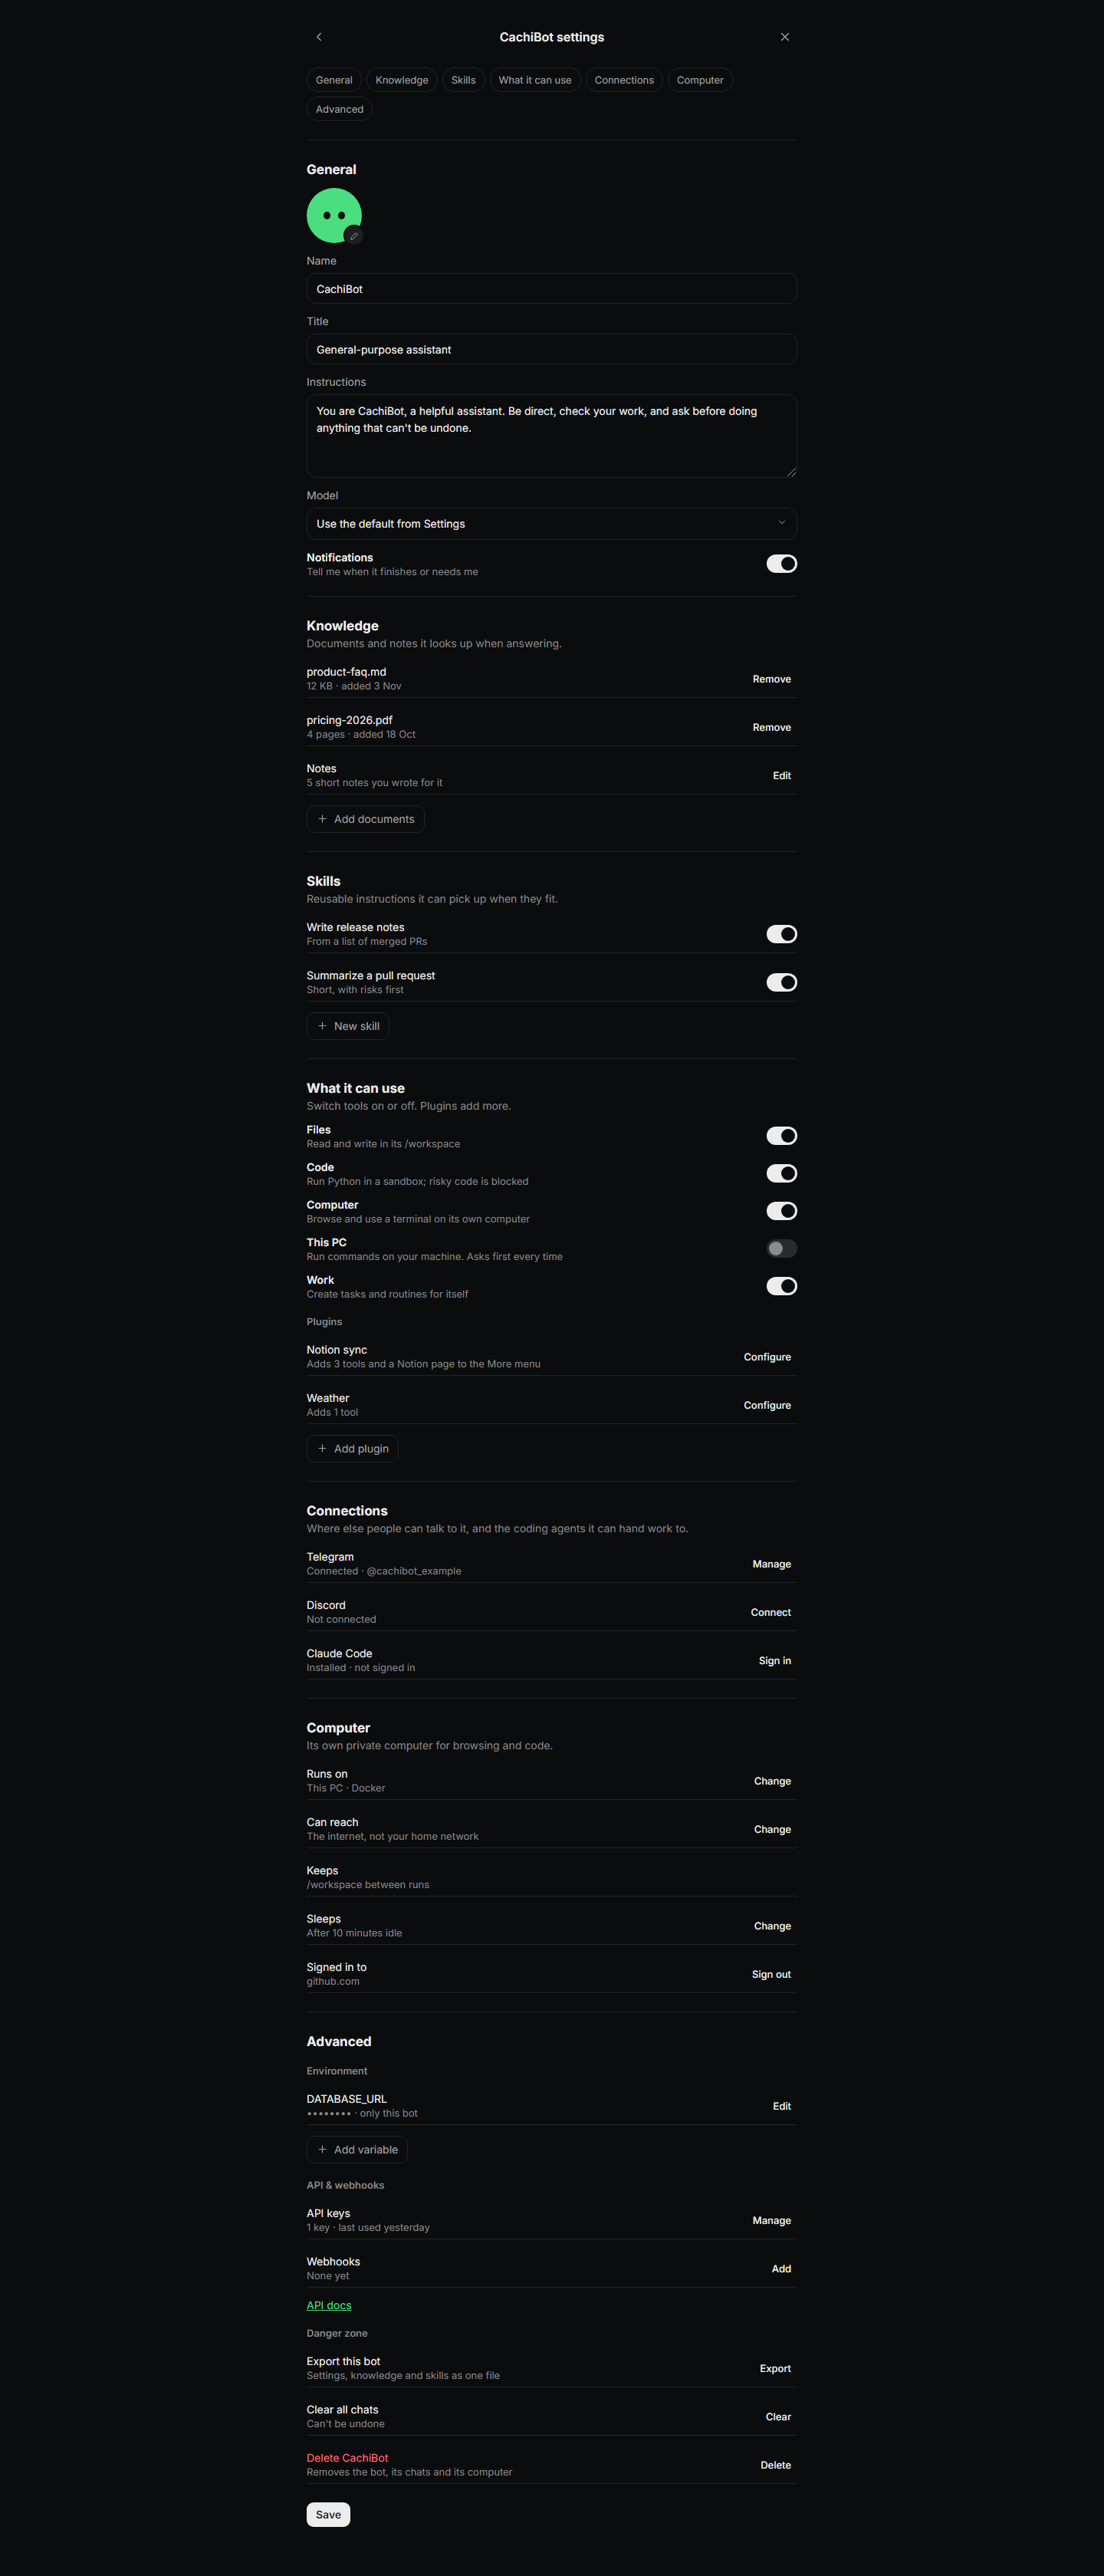 CachiBot settings
General
Knowledge
Skills
What it can use
Connections
Computer
Advanced
General
Name
CachiBot
Title
General-purpose assistant
Instructions
You are CachiBot, a helpful assistant. Be direct, check your work, and ask before doing
anything that can't be undone.
Model
Use the default from Settings
Notifications
Tell me when it finishes or needs me
Knowledge
Documents and notes it looks up when answering.
product-faq.md
12 KB · added 3 Nov
Remove
pricing-2026.pdf
4 pages · added 18 Oct
Remove
Notes
5 short notes you wrote for it
Edit
+ Add documents
Skills
Reusable instructions it can pick up when they fit.
Write release notes
From a list of merged PRs
Summarize a pull request
Short, with risks first
+ New skill
What it can use
Switch tools on or off. Plugins add more.
Files
Read and write in its /workspace
Code
Run Python in a sandbox; risky code is blocked
Computer
Browse and use a terminal on its own computer
This PC
Run commands on your machine. Asks first every time
Work
Create tasks and routines for itself
Plugins
Notion sync
Adds 3 tools and a Notion page to the More menu
Configure
Weather
Adds 1 tool
Configure
+ Add plugin
Connections
Where else people can talk to it, and the coding agents it can hand work to.
Telegram
Connected · @cachibot_example
Manage
Discord
Not connected
Connect
Claude Code
Installed · not signed in
Sign in
Computer
Its own private computer for browsing and code.
Runs on
This PC · Docker
Change
Can reach
The internet, not your home network
Change
Keeps
/workspace between runs
Sleeps
After 10 minutes idle
Change
Signed in to
github.com
Sign out
Advanced
Environment
DATABASE_URL
•••••••• · only this bot
Edit
+ Add variable
API & webhooks
API keys
1 key · last used yesterday
Manage
Webhooks
None yet
Add
API docs
Danger zone
Export this bot
Settings, knowledge and skills as one file
Export
Clear all chats
Can't be undone
Clear
Delete CachiBot
Removes the bot, its chats and its computer
Delete
Save